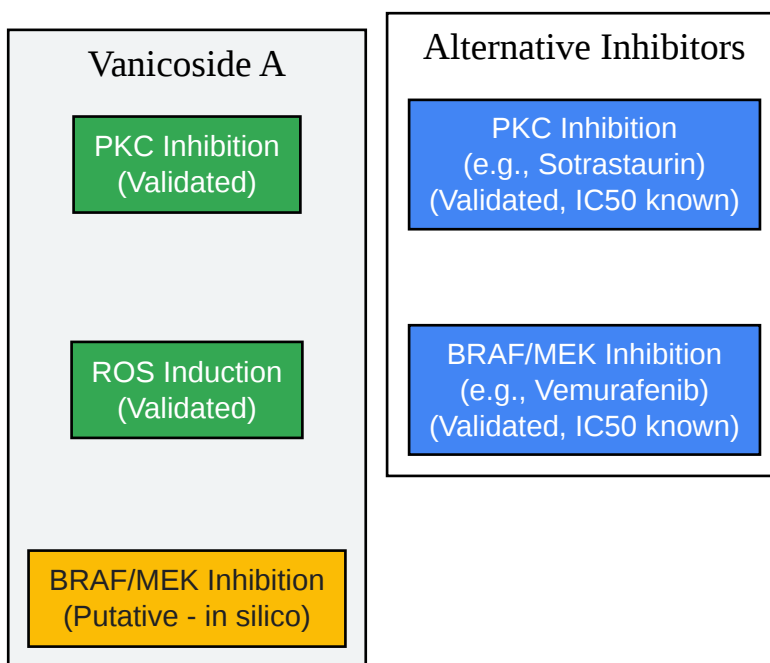 Vanicoside A
PKC Inhibition
(Validated)
ROS Induction
(Validated)
BRAF/MEK Inhibition
(Putative - in silico)
Alternative Inhibitors
PKC Inhibition
(e.g., Sotrastaurin)
(Validated, IC50 known)
BRAF/MEK Inhibition
(e.g., Vemurafenib)
(Validated, IC50 known)